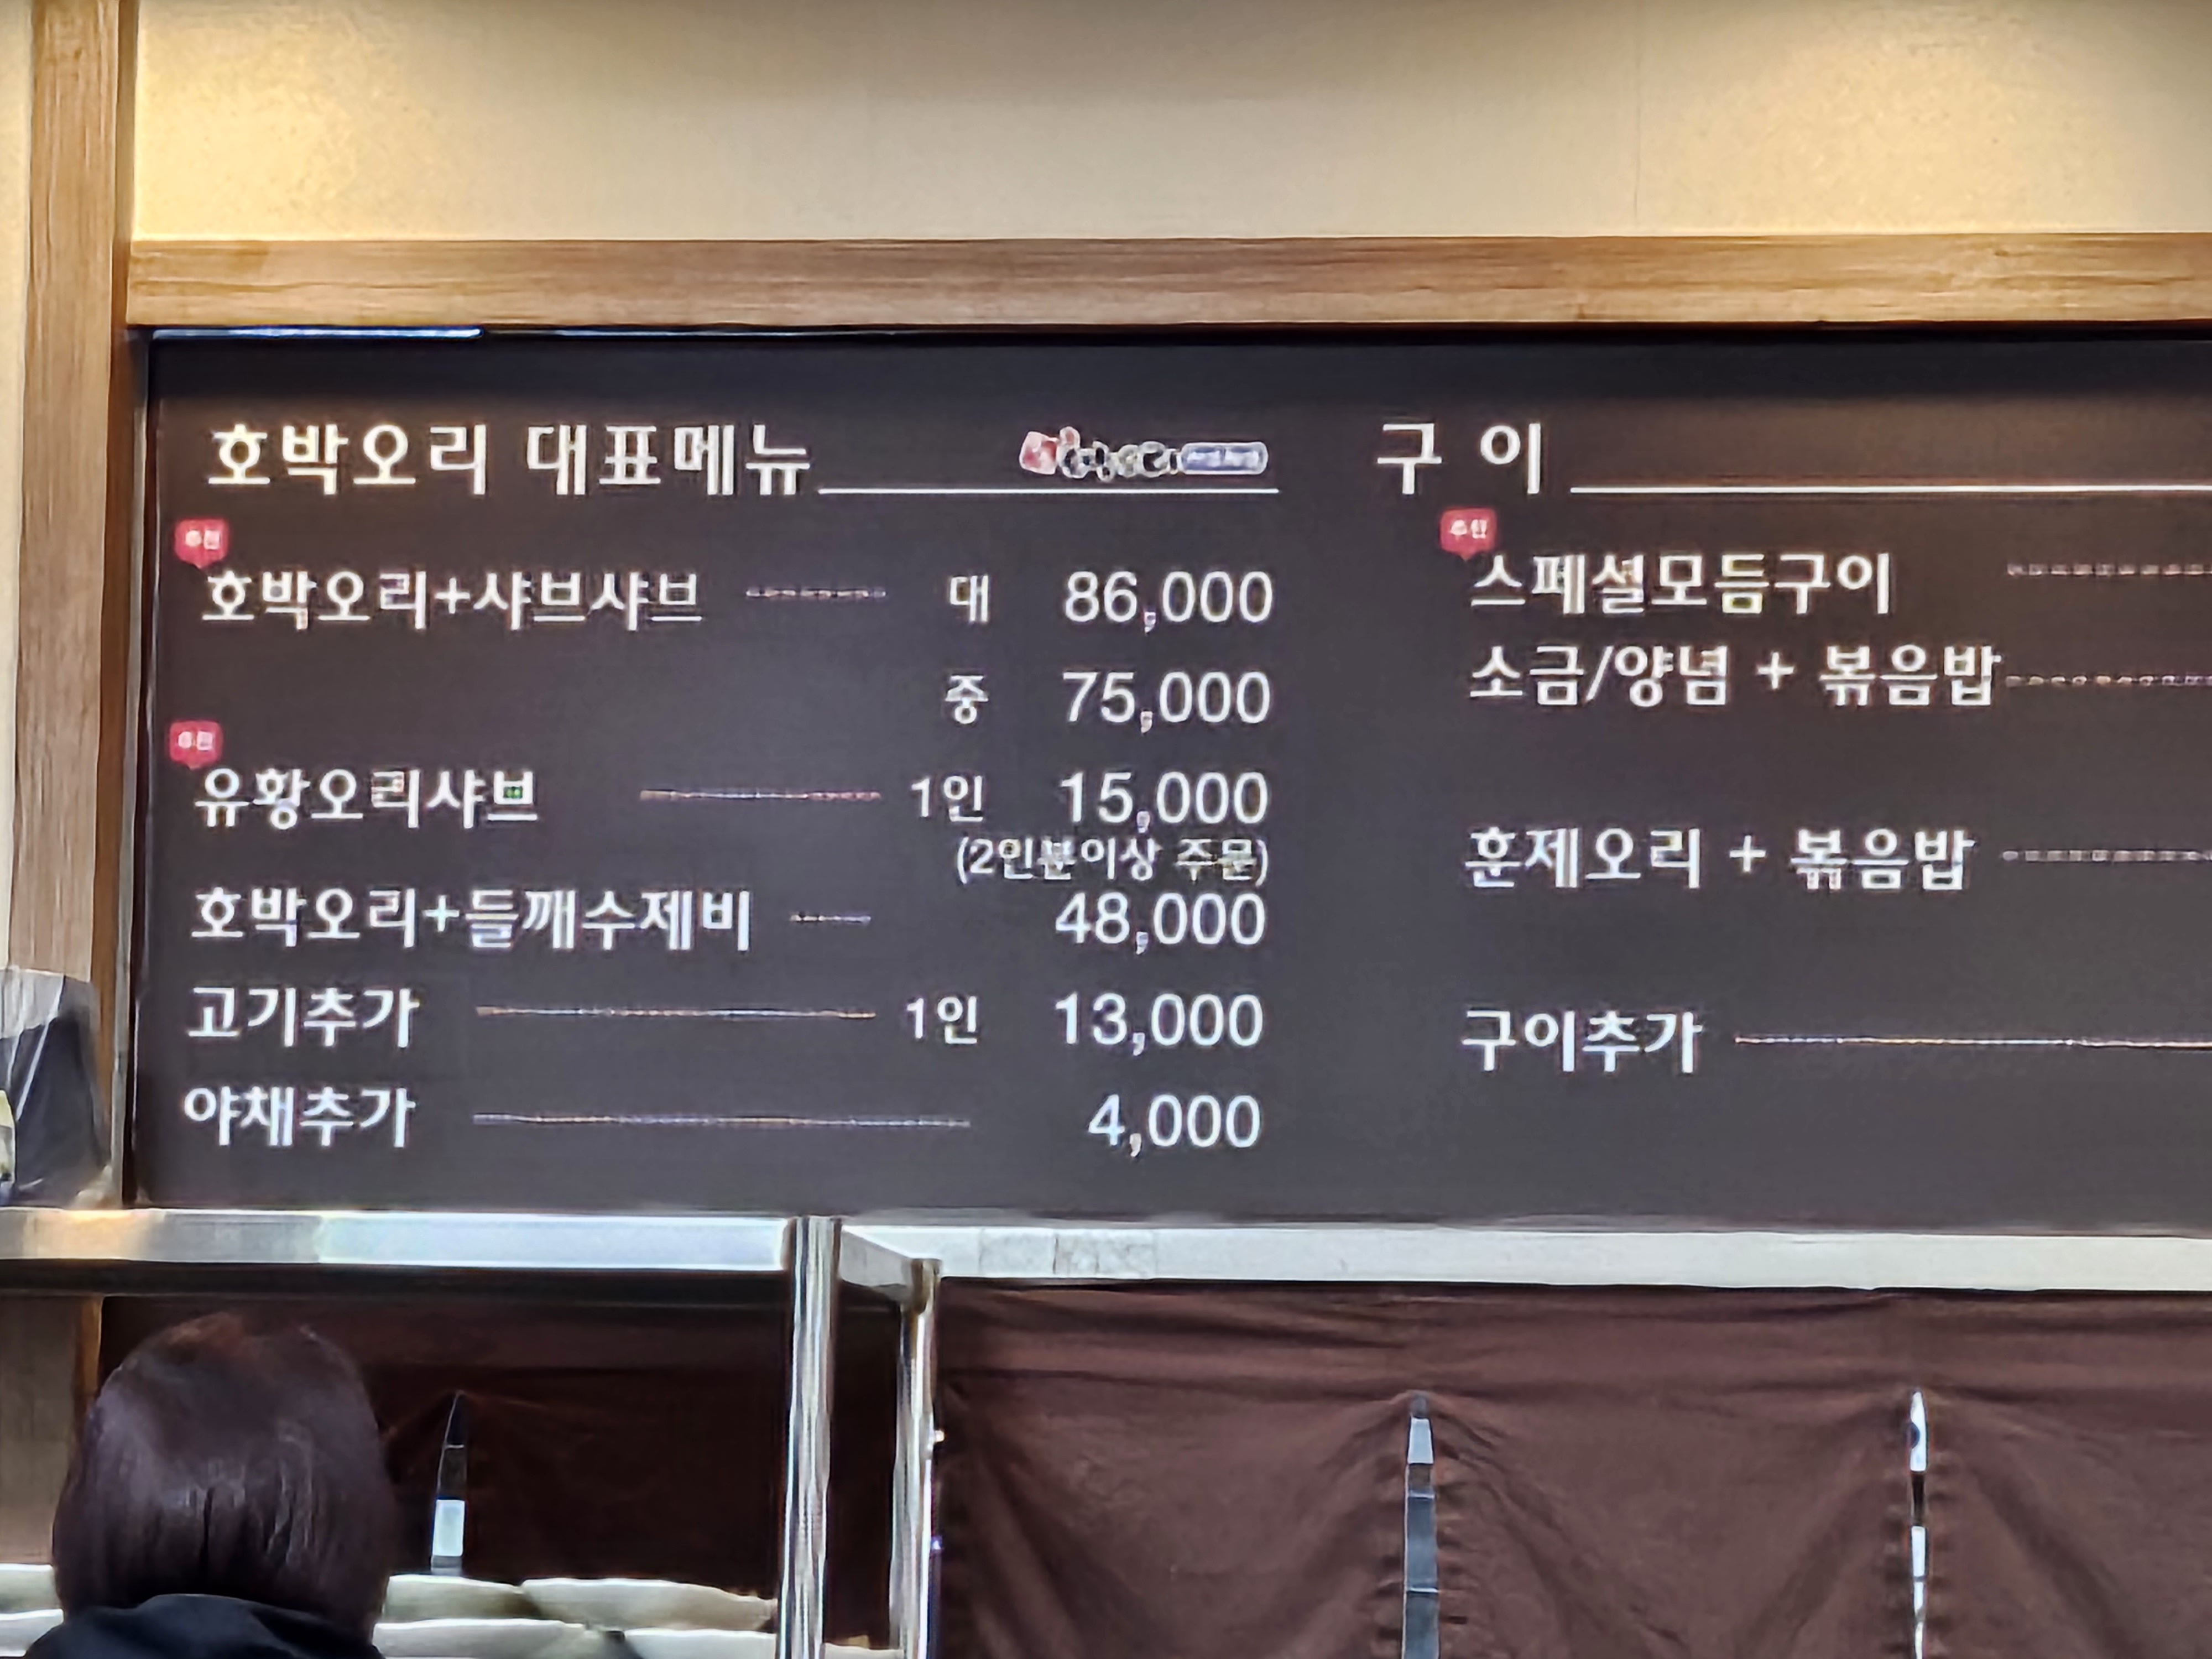 호박오리 대표메뉴
추천
호박오리+샤브샤브 대 86,000
중 75,000
추천
유황오리샤브 1인 15,000
(2인분이상 주문)
호박오리+들깨수제비 48,000
고기추가 1인 13,000
야채추가 4,000
구 이
추천
스페셜모듬구이
소금/양념 + 볶음밥
훈제오리 + 볶음밥
구이추가